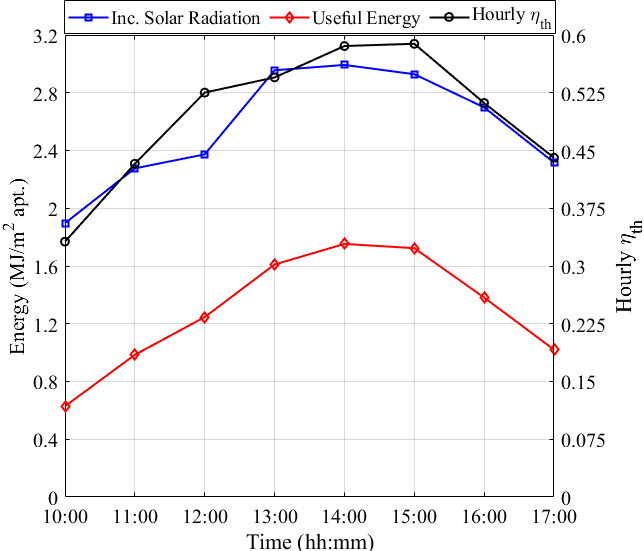 Inc. Solar Radiation Useful Energy Hourly η_th
3.2 0.6
2.8 0.525
2.4 0.45
2 0.375
1.6 0.3
1.2 0.225
0.8 0.15
0.4 0.075
0 0
Energy (MJ/m² apt.)
Hourly η_th
10:00 11:00 12:00 13:00 14:00 15:00 16:00 17:00
Time (hh:mm)